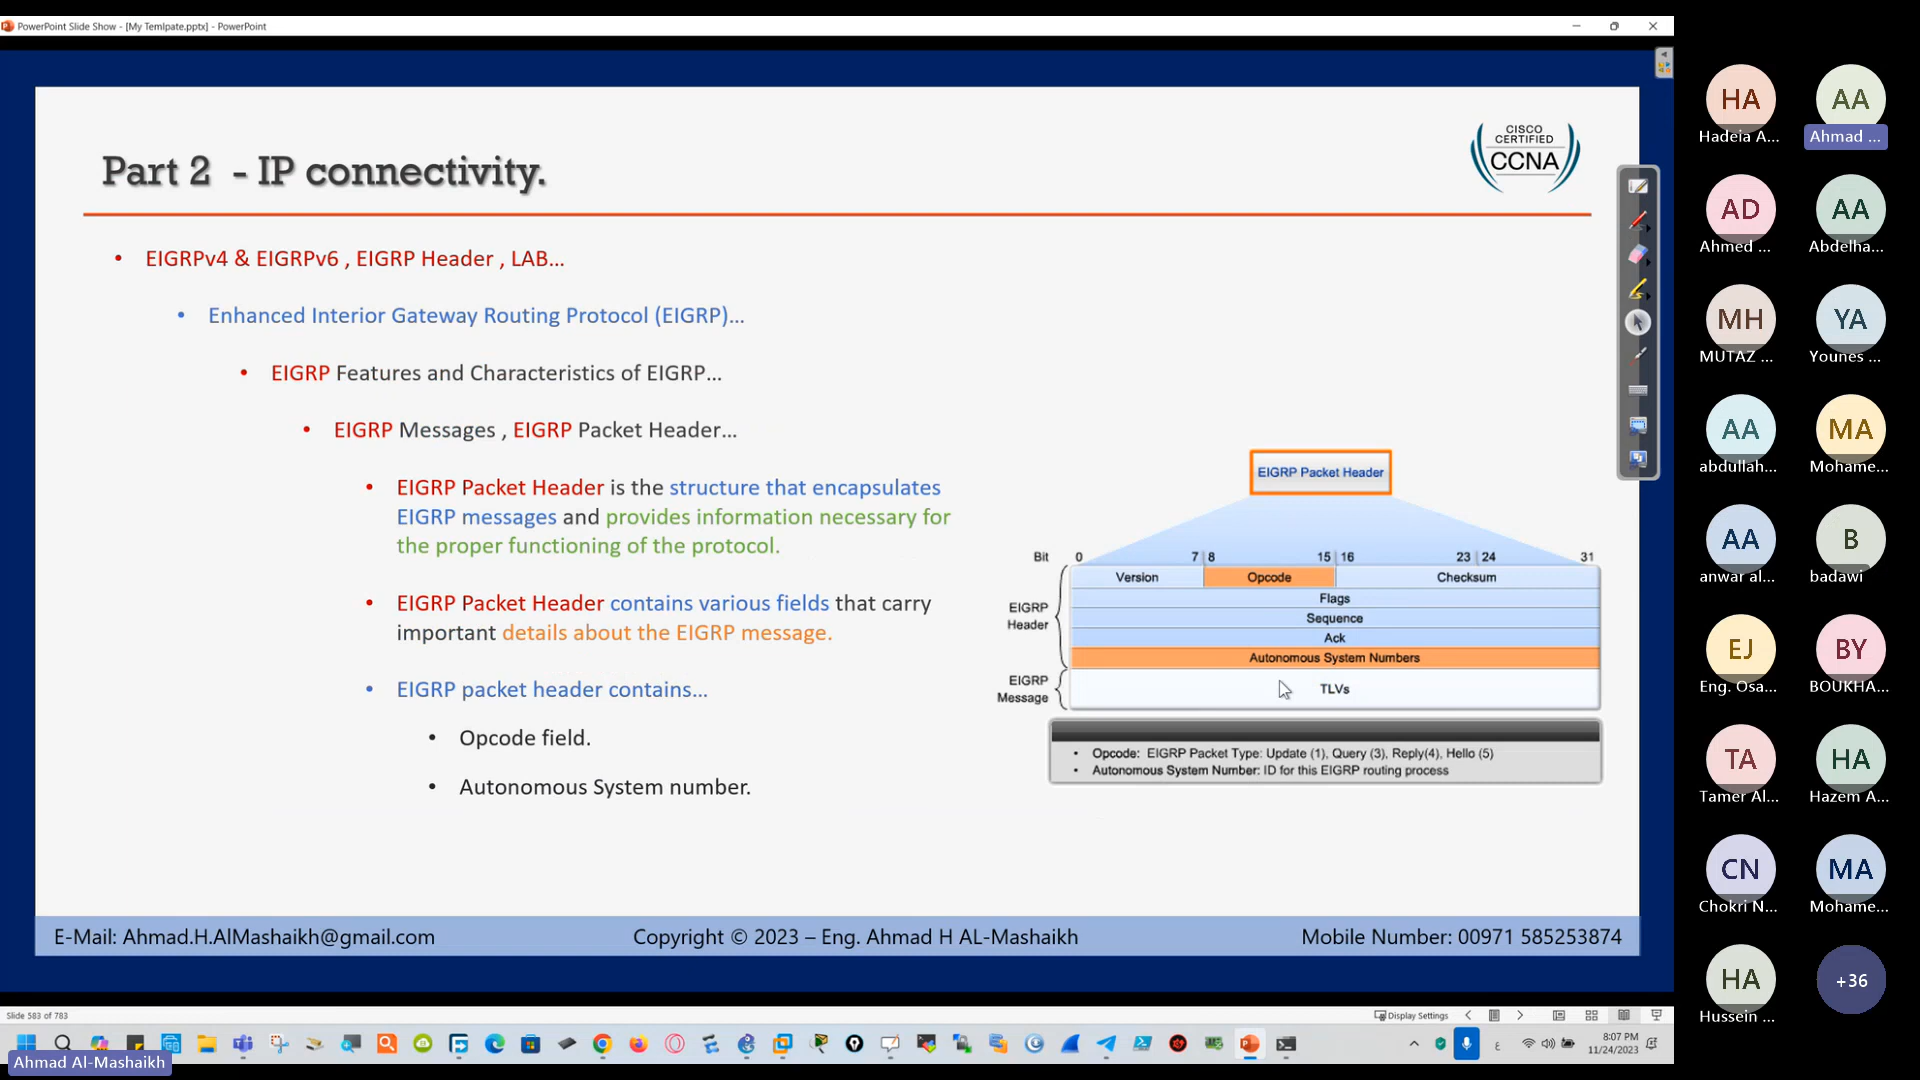 PowerPoint Slide Show - [My Temlpate.pptx] - PowerPoint
CISCO
CERTIFIED
CCNA
Part 2 - IP connectivity.
• EIGRPv4 & EIGRPv6 , EIGRP Header , LAB...
• Enhanced Interior Gateway Routing Protocol (EIGRP)...
• EIGRP Features and Characteristics of EIGRP...
• EIGRP Messages , EIGRP Packet Header...
• EIGRP Packet Header is the structure that encapsulates
EIGRP messages and provides information necessary for
the proper functioning of the protocol.
• EIGRP Packet Header contains various fields that carry
important details about the EIGRP message.
• EIGRP packet header contains...
• Opcode field.
• Autonomous System number.
EIGRP Packet Header
Bit 0 7 8 15 16 23 24 31
Version Opcode Checksum
Flags
EIGRP
Header
Sequence
Ack
Autonomous System Numbers
EIGRP
Message
TLVs
• Opcode: EIGRP Packet Type: Update (1), Query (3), Reply(4), Hello (5)
• Autonomous System Number: ID for this EIGRP routing process
E-Mail: Ahmad.H.AlMashaikh@gmail.com Copyright © 2023 – Eng. Ahmad H AL-Mashaikh Mobile Number: 00971 585253874
Slide 583 of 783
Display Settings
8:07 PM
11/24/2023
ع
Ahmad Al-Mashaikh
HA AA
Hadeia A... Ahmad ...
AD AA
Ahmed ... Abdelha...
MH YA
MUTAZ ... Younes ...
AA MA
abdullah... Mohame...
AA B
anwar al... badawi
EJ BY
Eng. Osa... BOUKHA...
TA HA
Tamer Al... Hazem A...
CN MA
Chokri N... Mohame...
HA +36
Hussein ...